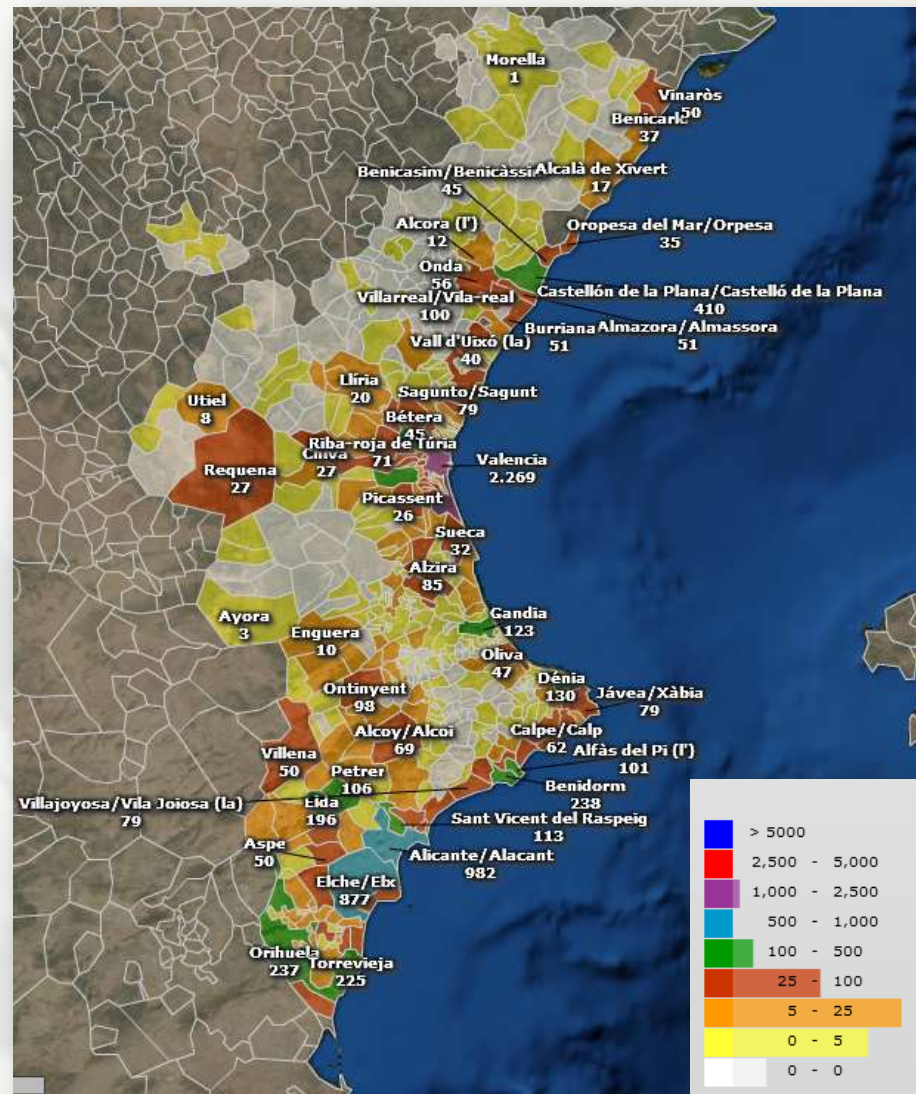 Morella
1
Vinaròs
50
Benicarl
37
Benicasim/Benicàssi
45
Alcalà de Xivert
17
Alcora (l')
12
Oropesa del Mar/Orpesa
35
Onda
56
Castellón de la Plana/Castelló de la Plana
410
Villarreal/Vila-real
100
Burriana
51
Almazora/Almassora
51
Vall d'Uixó (la)
40
Llíria
20
Sagunto/Sagunt
79
Utiel
8
Bétera
45
Riba-roja de Túria
71
Chiva
27
Valencia
2.269
Requena
27
Picassent
26
Sueca
32
Alzira
85
Ayora
3
Gandia
123
Enguera
10
Oliva
47
Dénia
130
Jávea/Xàbia
79
Ontinyent
98
Alcoy/Alcoi
69
Calpe/Calp
62
Villena
50
Alfàs del Pi (l')
101
Petrer
106
Benidorm
238
Villajoyosa/Vila Joiosa (la)
79
Elda
196
Sant Vicent del Raspeig
113
Aspe
50
Alicante/Alacant
982
Elche/Elx
877
Orihuela
237
Torrevieja
225
> 5000
2,500 - 5,000
1,000 - 2,500
500 - 1,000
100 - 500
25 - 100
5 - 25
0 - 5
0 - 0